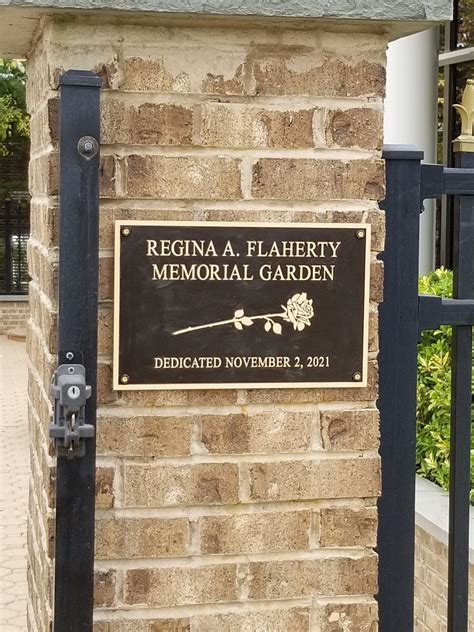 REGINA A. FLAHERTY
MEMORIAL GARDEN
DEDICATED NOVEMBER 2, 2021